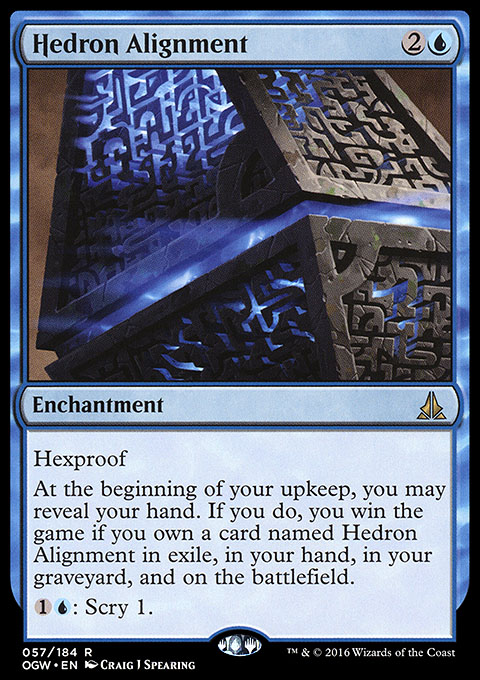 Hedron Alignment 2
Enchantment
Hexproof
At the beginning of your upkeep, you may
reveal your hand. If you do, you win the
game if you own a card named Hedron
Alignment in exile, in your hand, in your
graveyard, and on the battlefield.
1 : Scry 1.
057/184 R
OGW • EN Craig J Spearing
™ & © 2016 Wizards of the Coast